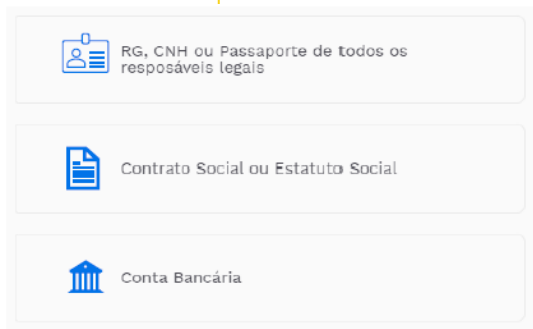 RG, CNH ou Passaporte de todos os
resposáveis legais
Contrato Social ou Estatuto Social
Conta Bancária